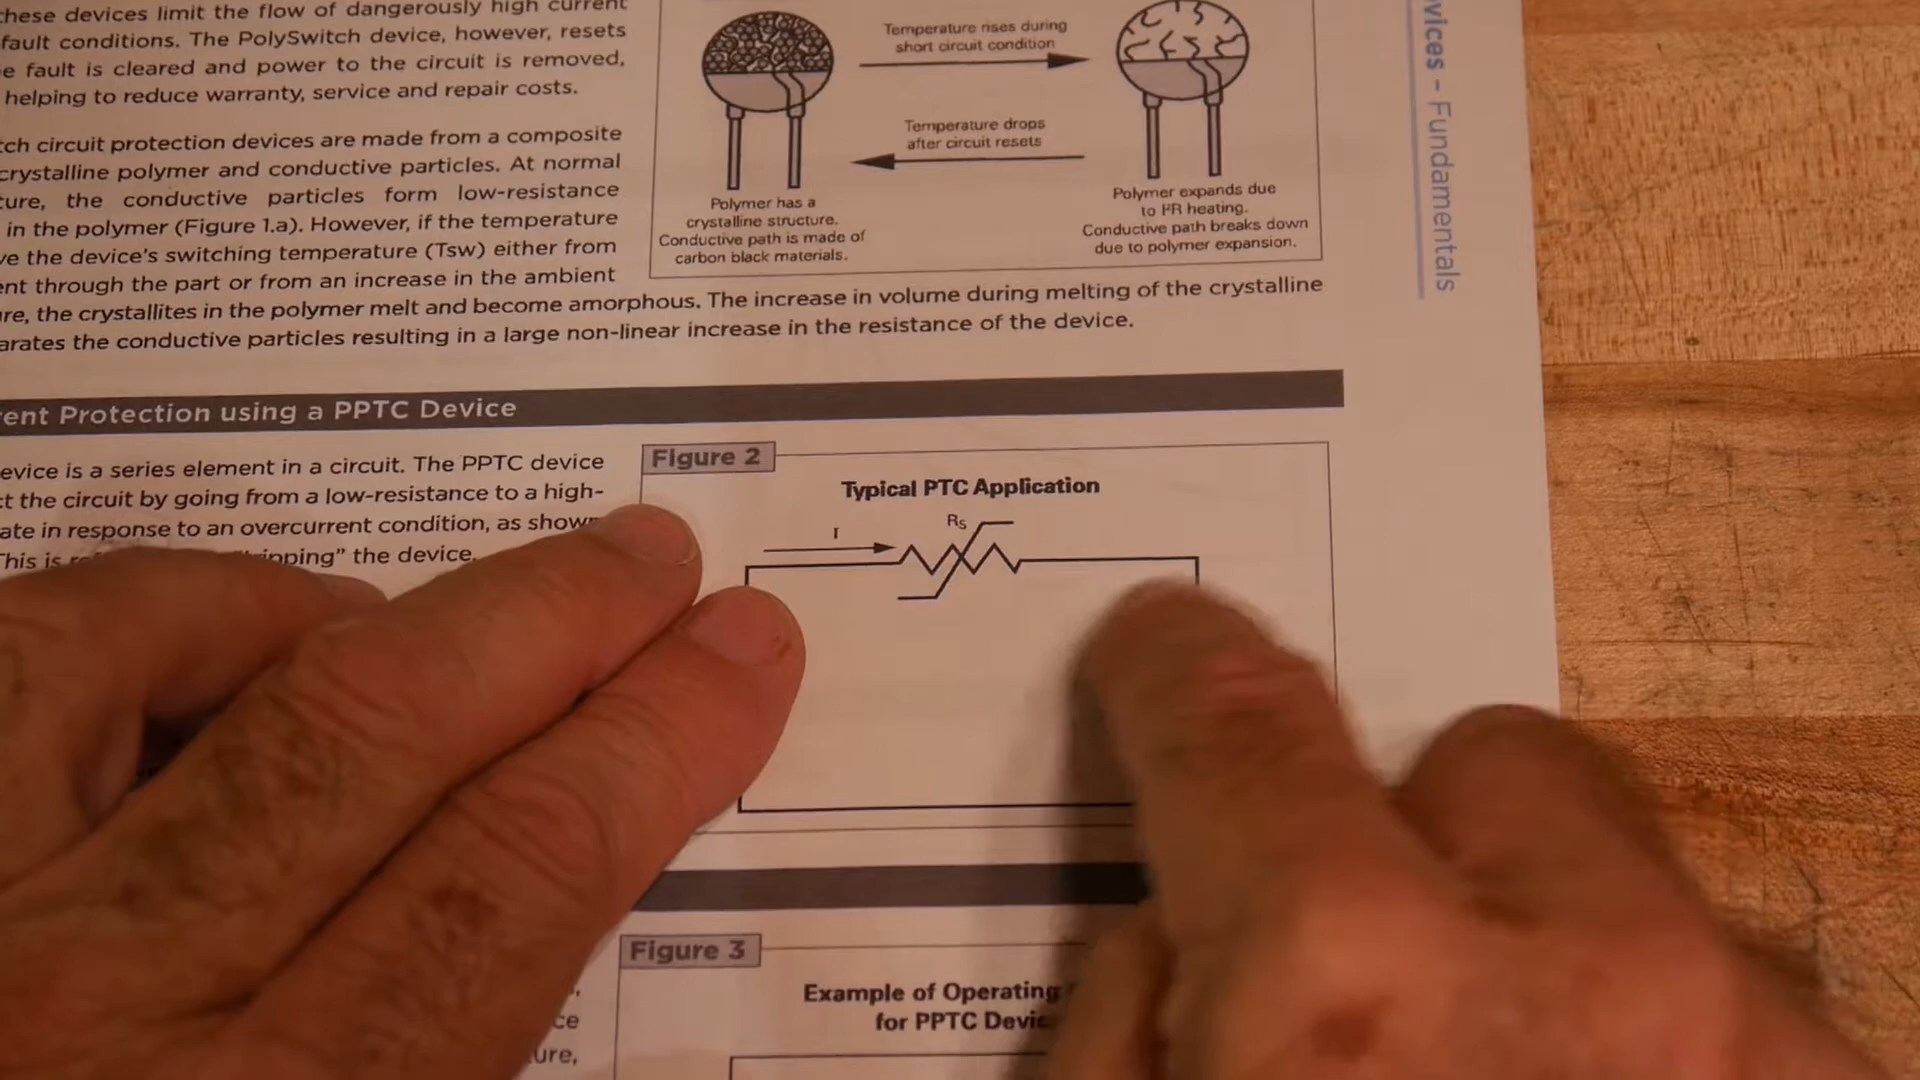 these devices limit the flow of dangerously high current
fault conditions. The PolySwitch device, however, resets
e fault is cleared and power to the circuit is removed,
helping to reduce warranty, service and repair costs.
tch circuit protection devices are made from a composite
crystalline polymer and conductive particles. At normal
ture, the conductive particles form low-resistance
in the polymer (Figure 1.a). However, if the temperature
ve the device's switching temperature (Tsw) either from
ent through the part or from an increase in the ambient
re, the crystallites in the polymer melt and become amorphous. The increase in volume during melting of the crystalline
arates the conductive particles resulting in a large non-linear increase in the resistance of the device.
Temperature rises during
short circuit condition
Temperature drops
after circuit resets
Polymer has a
crystalline structure.
Conductive path is made of
carbon black materials.
Polymer expands due
to I²R heating.
Conductive path breaks down
due to polymer expansion.
vices - Fundamentals
rent Protection using a PPTC Device
evice is a series element in a circuit. The PPTC device
ct the circuit by going from a low-resistance to a high-
ate in response to an overcurrent condition, as shown
This is ripping" the device.
Figure 2
Typical PTC Application
I
RS
Figure 3
Example of Operating
for PPTC Devic
ce
ure,